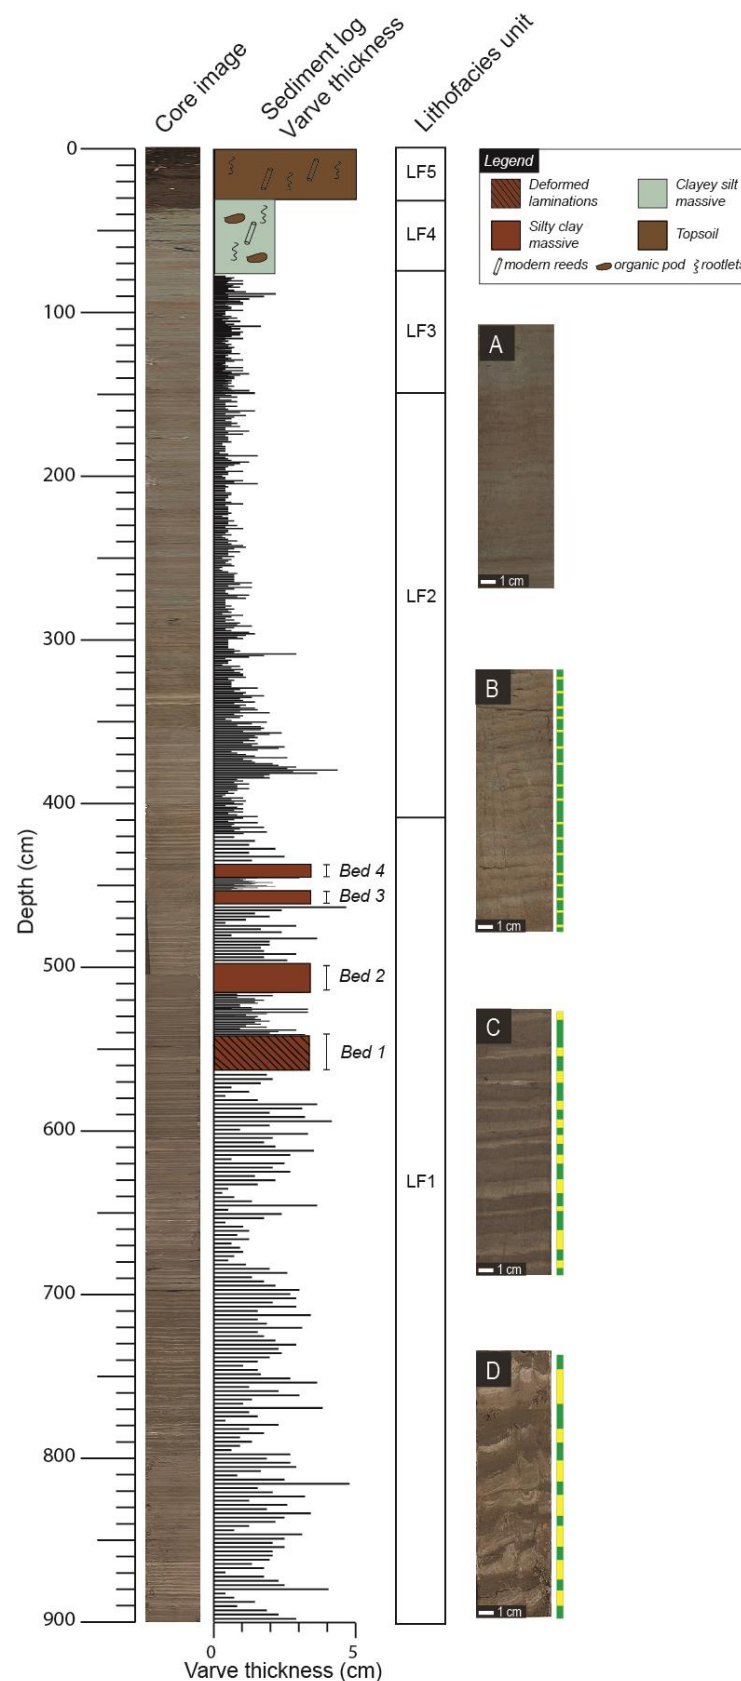 Core image
Sediment log
Varve thickness
Lithofacies unit
0
100
200
300
400
500
600
700
800
900
Depth (cm)
Bed 4
Bed 3
Bed 2
Bed 1
0
5
Varve thickness (cm)
LF5
LF4
LF3
LF2
LF1
Legend
Deformed
laminations
Clayey silt
massive
Silty clay
massive
Topsoil
modern reeds
organic pod
rootlets
A
1 cm
B
1 cm
C
1 cm
D
1 cm